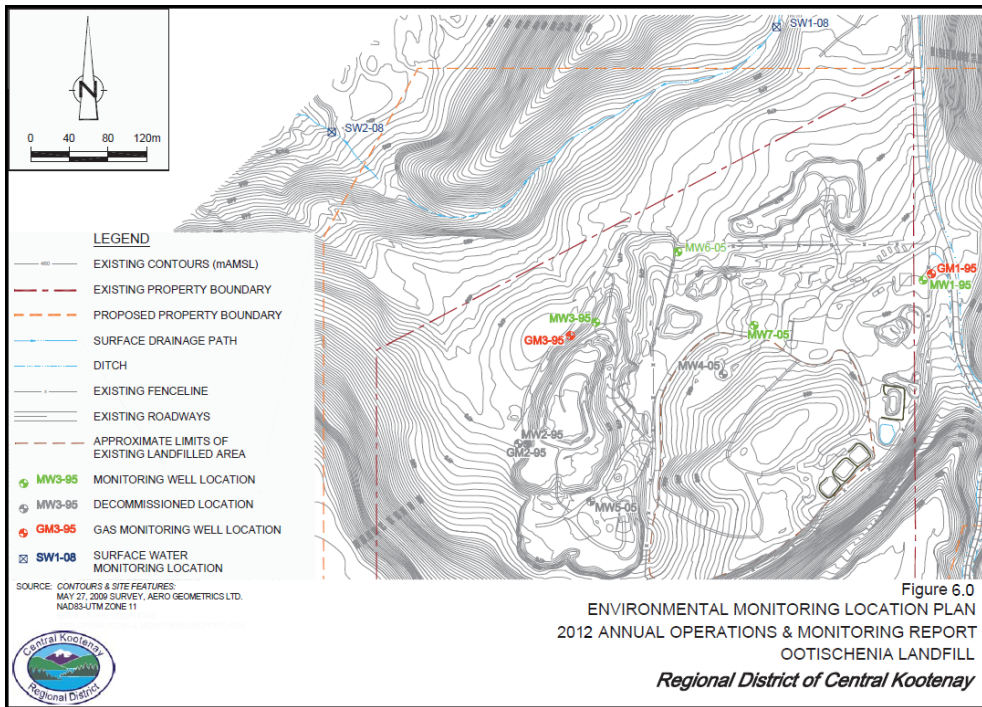 N
0 40 80 120m
SW1-08
SW2-08
MW6-05
GM1-95
MW1-95
MW3-95
GM3-95
MW7-05
MW4-05
MW2-95
GM2-95
MW5-05
LEGEND
480 EXISTING CONTOURS (mAMSL)
EXISTING PROPERTY BOUNDARY
PROPOSED PROPERTY BOUNDARY
SURFACE DRAINAGE PATH
DITCH
x EXISTING FENCELINE
EXISTING ROADWAYS
APPROXIMATE LIMITS OF
EXISTING LANDFILLED AREA
MW3-95 MONITORING WELL LOCATION
MW3-95 DECOMMISSIONED LOCATION
GM3-95 GAS MONITORING WELL LOCATION
SW1-08 SURFACE WATER
MONITORING LOCATION
SOURCE: CONTOURS & SITE FEATURES:
MAY 27, 2009 SURVEY, AERO GEOMETRICS LTD.
NAD83-UTM ZONE 11
Central Kootenay
Regional District
Figure 6.0
ENVIRONMENTAL MONITORING LOCATION PLAN
2012 ANNUAL OPERATIONS & MONITORING REPORT
OOTISCHENIA LANDFILL
Regional District of Central Kootenay